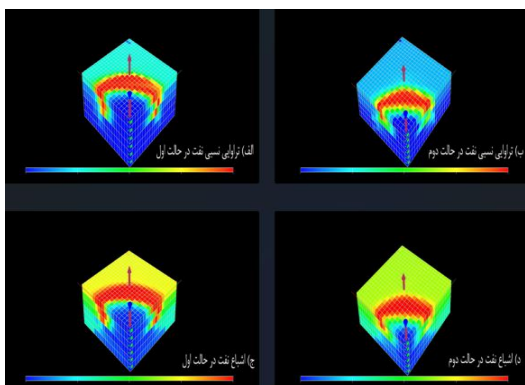 الف) تراوایی نسبی نفت در حالت اول
ب) تراوایی نسبی نفت در حالت دوم
ج) اشباع نفت در حالت اول
د) اشباع نفت در حالت دوم